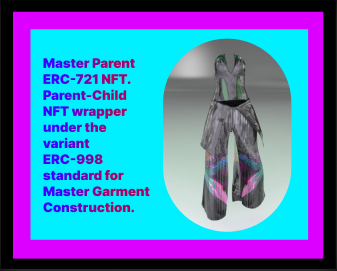 Master Parent
ERC-721 NFT.
Parent-Child
NFT wrapper
under the
variant
ERC-998
standard for
Master Garment
Construction.